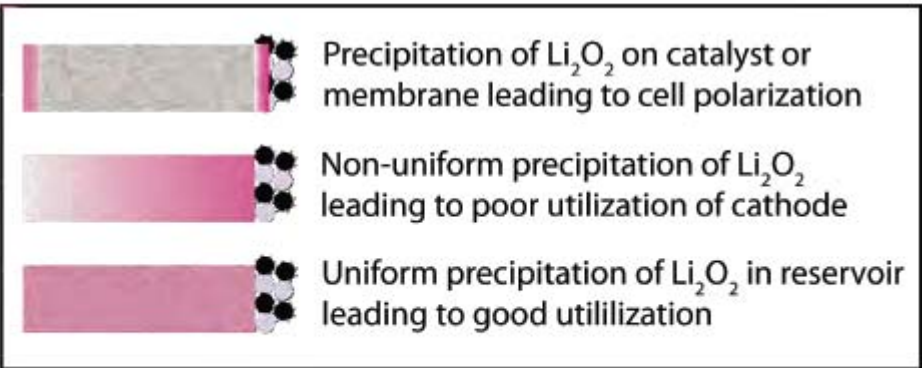 Precipitation of Li₂O₂ on catalyst or
membrane leading to cell polarization
Non-uniform precipitation of Li₂O₂
leading to poor utilization of cathode
Uniform precipitation of Li₂O₂ in reservoir
leading to good utililization